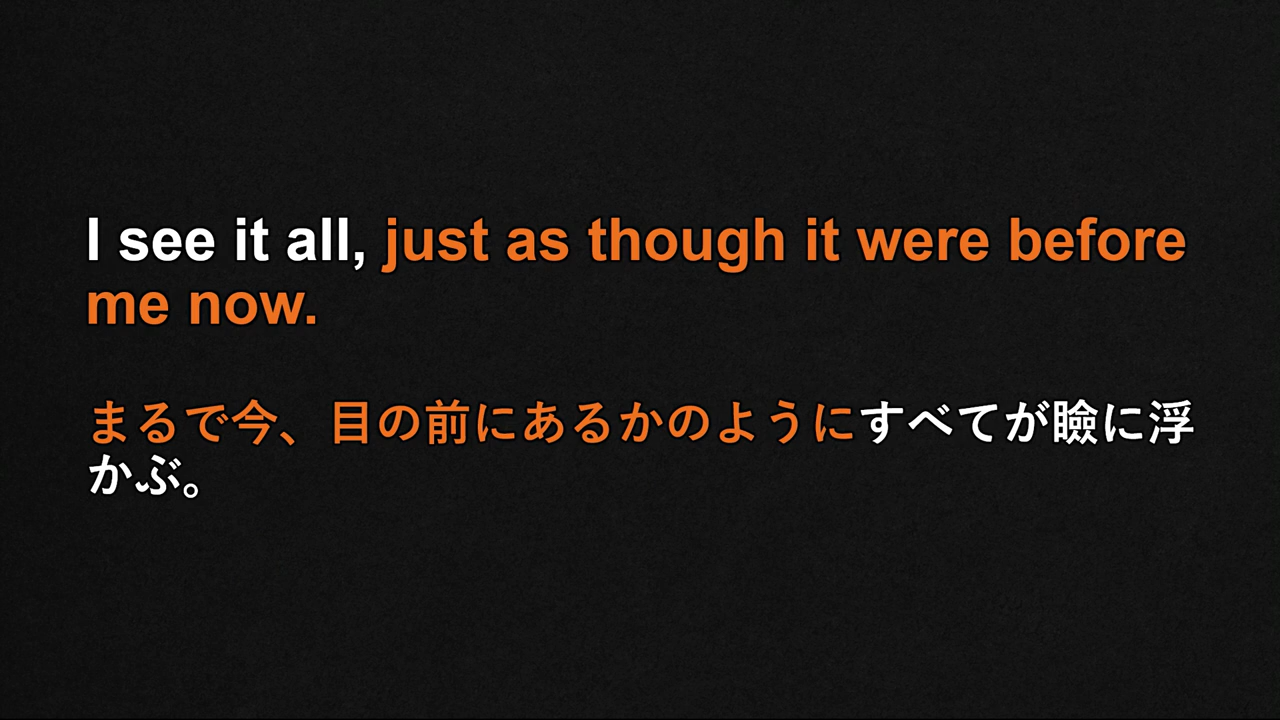 I see it all, just as though it were before
me now.
まるで今、目の前にあるかのようにすべてが瞼に浮
かぶ。